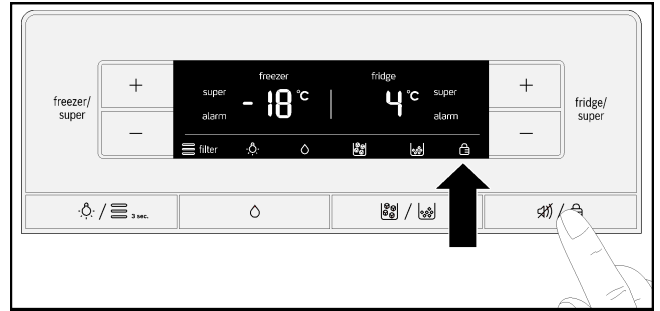 freezer fridge
super super
-18 °C 4 °C
alarm alarm
freezer/
super
+
−
+
−
fridge/
super
filter
/ 3 sec.
/
/